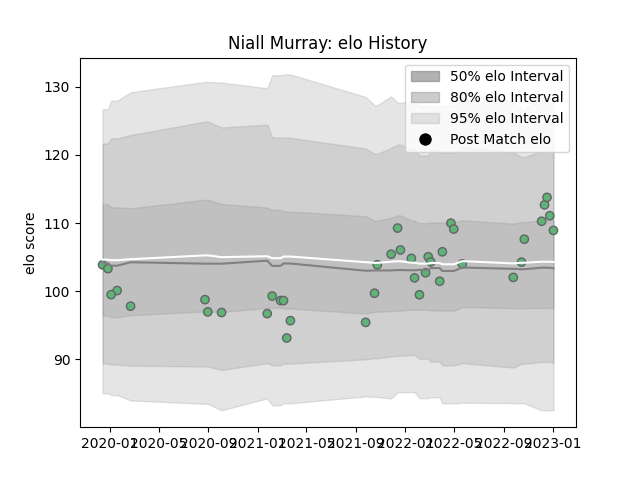 Niall Murray: elo History
50% elo Interval
80% elo Interval
95% elo Interval
Post Match elo
elo score
130
120
110
100
90
2020-01 2020-05 2020-09 2021-01 2021-05 2021-09 2022-01 2022-05 2022-09 2023-01